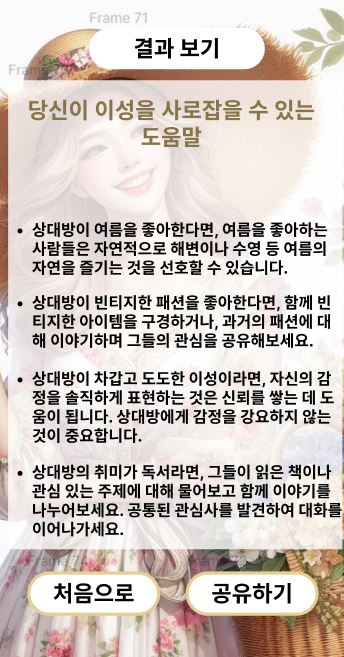 Frame 71
결과 보기
당신이 이성을 사로잡을 수 있는
도움말
• 상대방이 여름을 좋아한다면, 여름을 좋아하는
사람들은 자연적으로 해변이나 수영 등 여름의
자연을 즐기는 것을 선호할 수 있습니다.
• 상대방이 빈티지한 패션을 좋아한다면, 함께 빈
티지한 아이템을 구경하거나, 과거의 패션에 대
해 이야기하며 그들의 관심을 공유해보세요.
• 상대방이 차갑고 도도한 이성이라면, 자신의 감
정을 솔직하게 표현하는 것은 신뢰를 쌓는 데 도
움이 됩니다. 상대방에게 감정을 강요하지 않는
것이 중요합니다.
• 상대방의 취미가 독서라면, 그들이 읽은 책이나
관심 있는 주제에 대해 물어보고 함께 이야기를
나누어보세요. 공통된 관심사를 발견하여 대화를
이어나가세요.
처음으로
공유하기